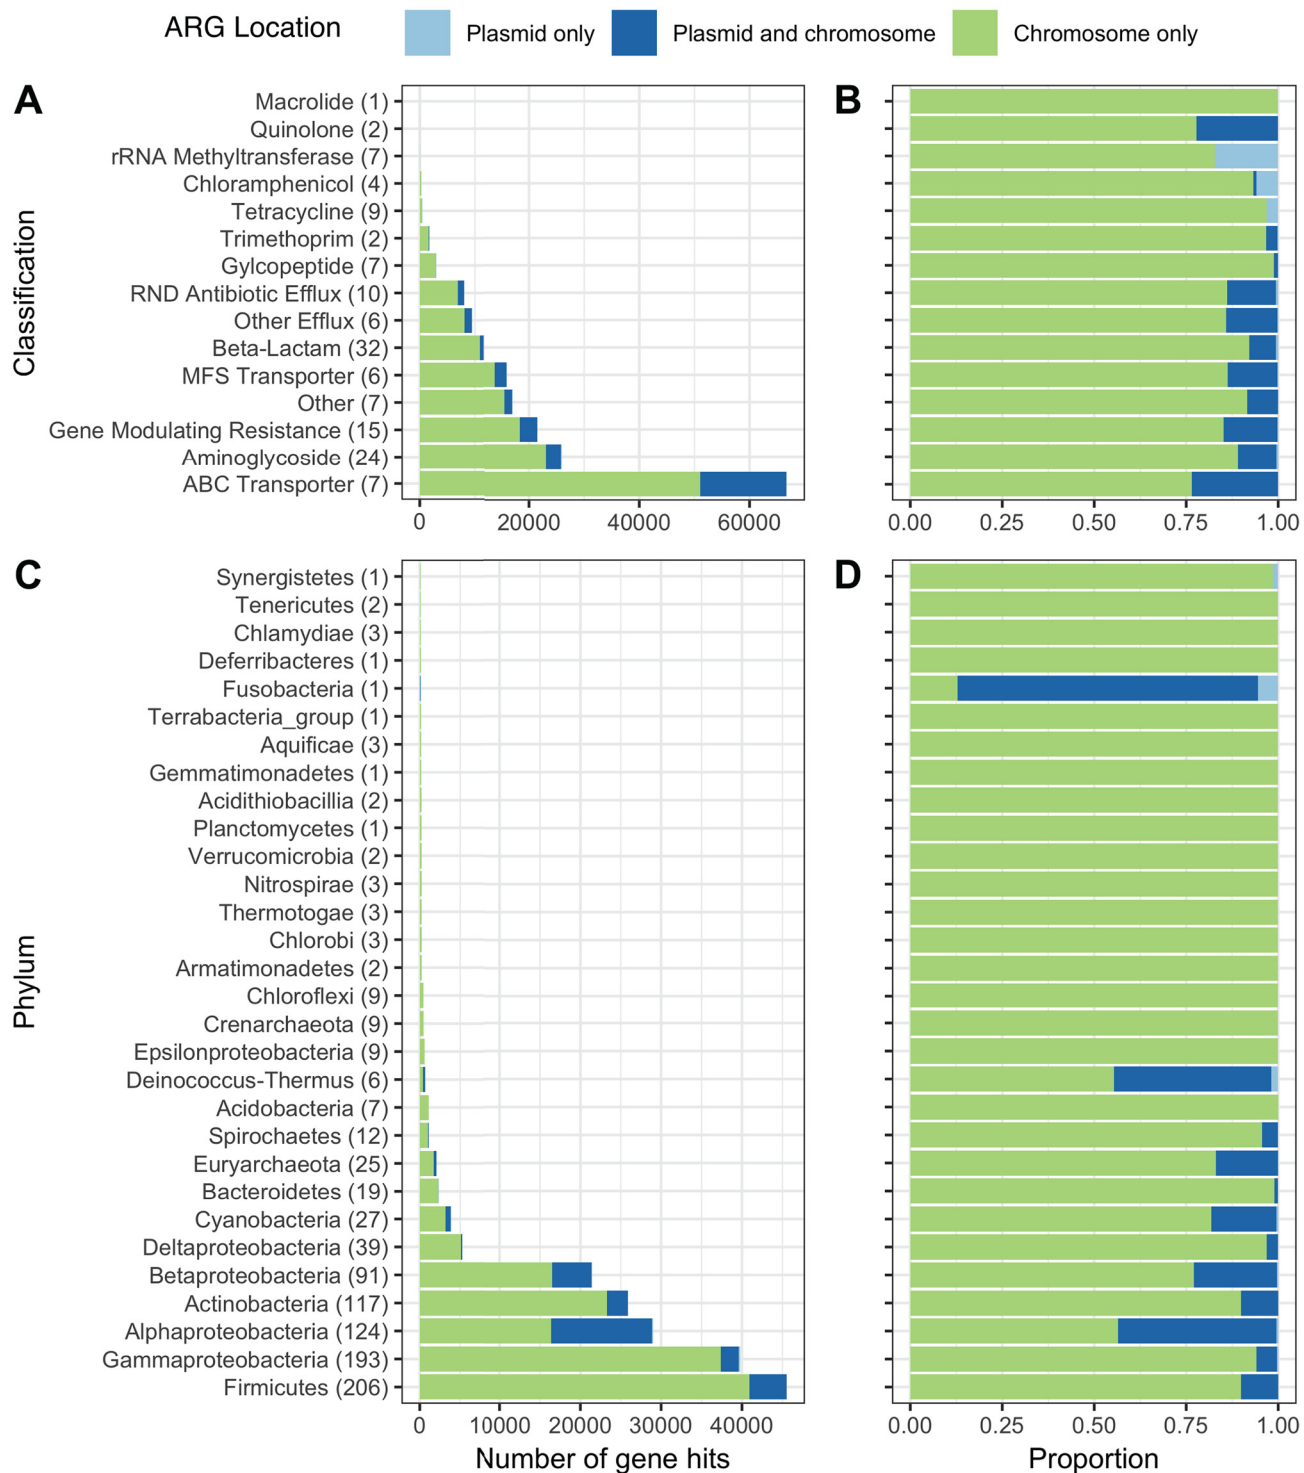 ARG Location
Plasmid only
Plasmid and chromosome
Chromosome only
A
B
Classification
Macrolide (1)
Quinolone (2)
rRNA Methyltransferase (7)
Chloramphenicol (4)
Tetracycline (9)
Trimethoprim (2)
Gylcopeptide (7)
RND Antibiotic Efflux (10)
Other Efflux (6)
Beta-Lactam (32)
MFS Transporter (6)
Other (7)
Gene Modulating Resistance (15)
Aminoglycoside (24)
ABC Transporter (7)
0 20000 40000 60000
0.00 0.25 0.50 0.75 1.00
C
D
Phylum
Synergistetes (1)
Tenericutes (2)
Chlamydiae (3)
Deferribacteres (1)
Fusobacteria (1)
Terrabacteria_group (1)
Aquificae (3)
Gemmatimonadetes (1)
Acidithiobacillia (2)
Planctomycetes (1)
Verrucomicrobia (2)
Nitrospirae (3)
Thermotogae (3)
Chlorobi (3)
Armatimonadetes (2)
Chloroflexi (9)
Crenarchaeota (9)
Epsilonproteobacteria (9)
Deinococcus-Thermus (6)
Acidobacteria (7)
Spirochaetes (12)
Euryarchaeota (25)
Bacteroidetes (19)
Cyanobacteria (27)
Deltaproteobacteria (39)
Betaproteobacteria (91)
Actinobacteria (117)
Alphaproteobacteria (124)
Gammaproteobacteria (193)
Firmicutes (206)
0 10000 20000 30000 40000
0.00 0.25 0.50 0.75 1.00
Number of gene hits
Proportion